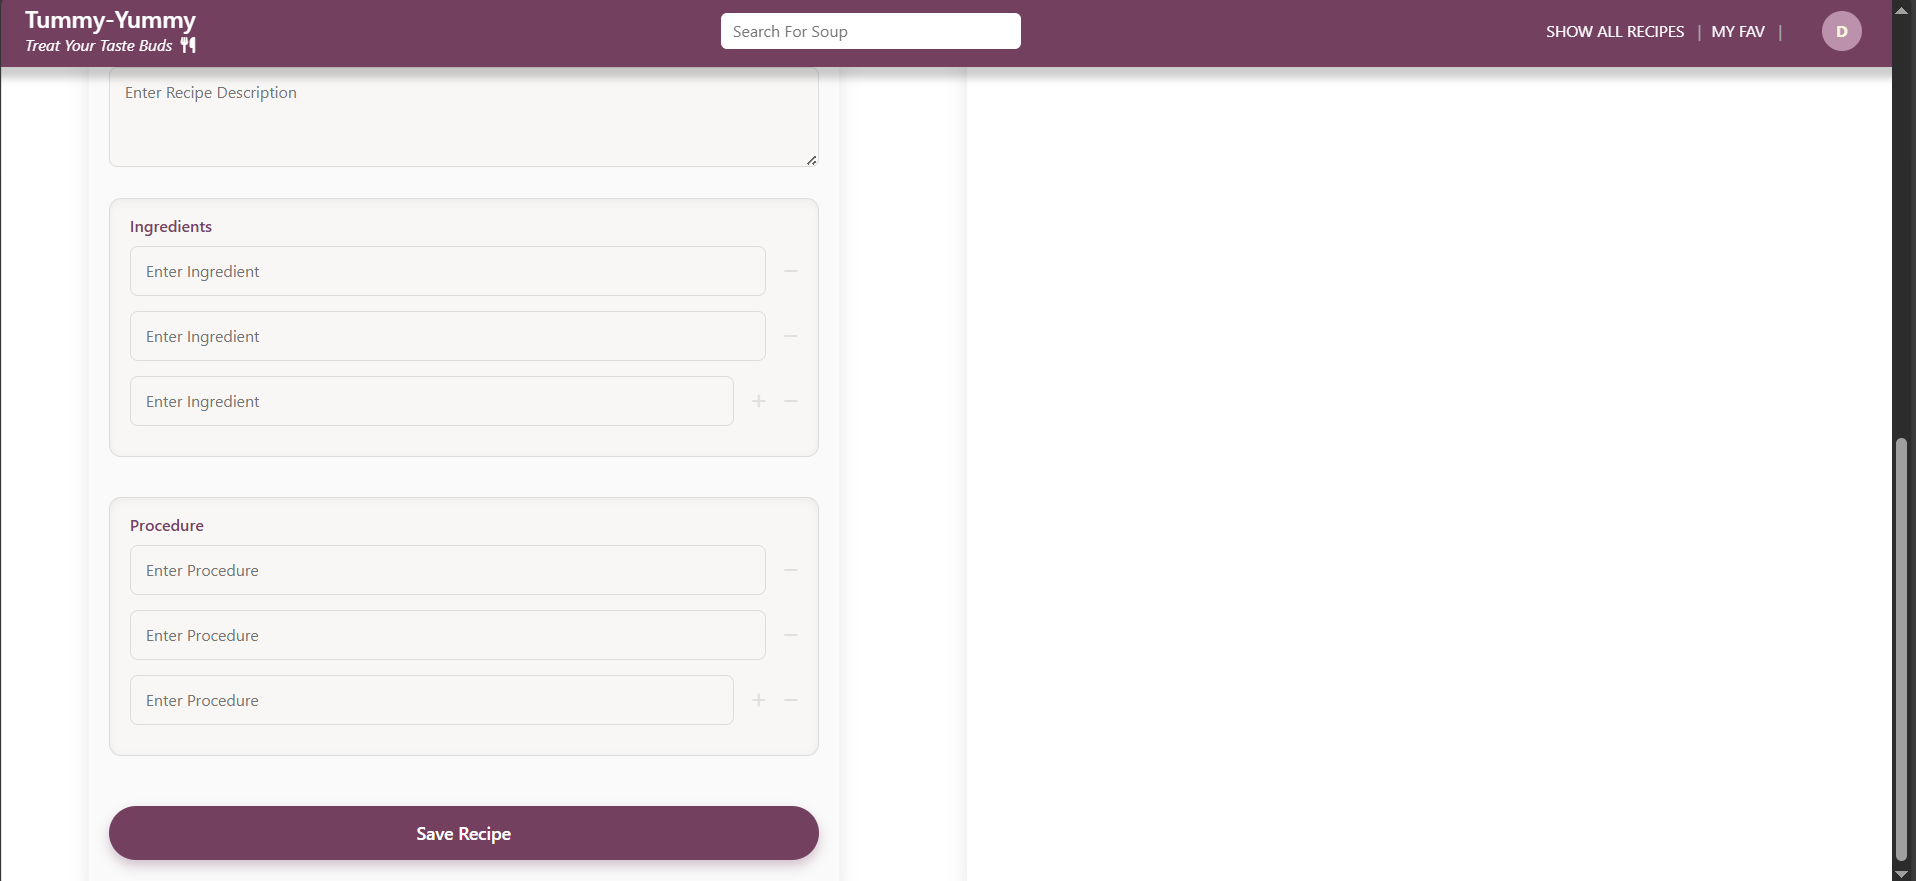 Tummy-Yummy
Treat Your Taste Buds
Search For Soup
SHOW ALL RECIPES | MY FAV |
D
Enter Recipe Description
Ingredients
Enter Ingredient
Enter Ingredient
Enter Ingredient
Procedure
Enter Procedure
Enter Procedure
Enter Procedure
Save Recipe